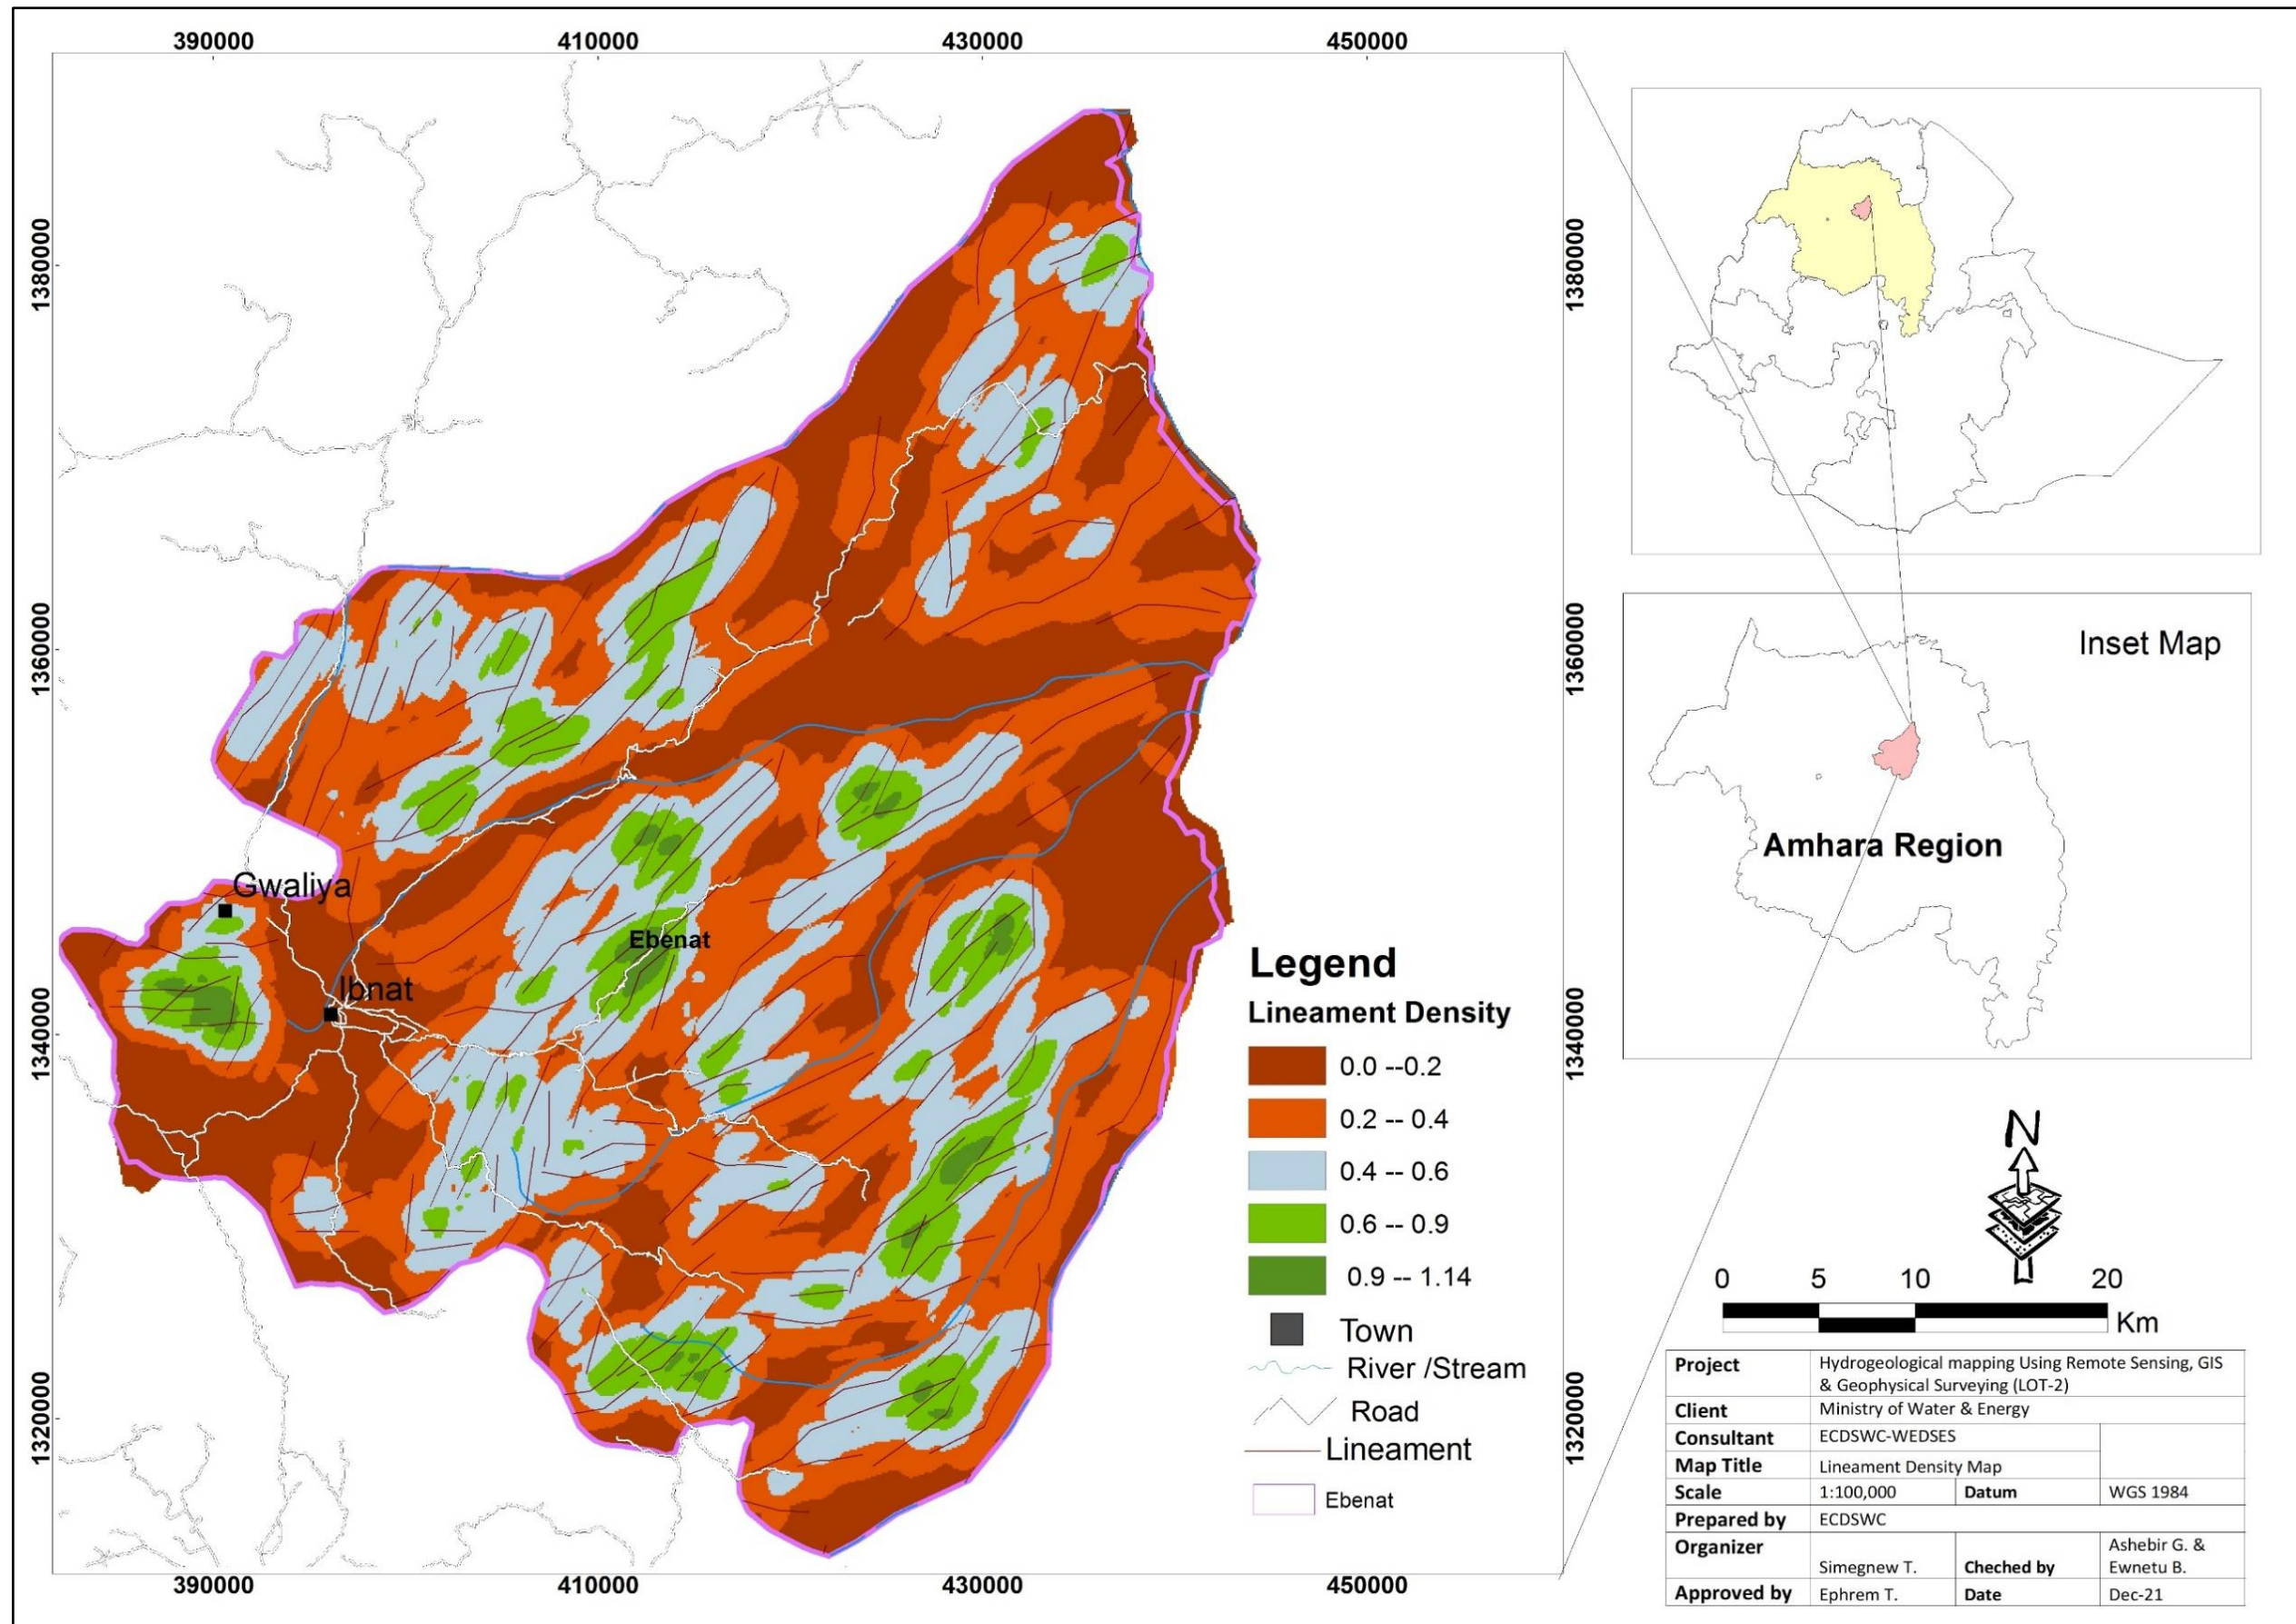 390000 410000 430000 450000
1380000
1360000
1340000
1320000
Gwaliya
Ibnat
Ebenat
1380000
1360000
1340000
1320000
390000 410000 430000 450000
Legend
Lineament Density
0.0 --0.2
0.2 -- 0.4
0.4 -- 0.6
0.6 -- 0.9
0.9 -- 1.14
Town
River /Stream
Road
Lineament
Ebenat
Inset Map
Amhara Region
N
0 5 10 20
Km
Project Hydrogeological mapping Using Remote Sensing, GIS
& Geophysical Surveying (LOT-2)
Client Ministry of Water & Energy
Consultant ECDSWC-WEDSES
Map Title Lineament Density Map
Scale 1:100,000 Datum WGS 1984
Prepared by ECDSWC
Organizer Simegnew T. Cheched by Ashebir G. &
Ewnetu B.
Approved by Ephrem T. Date Dec-21